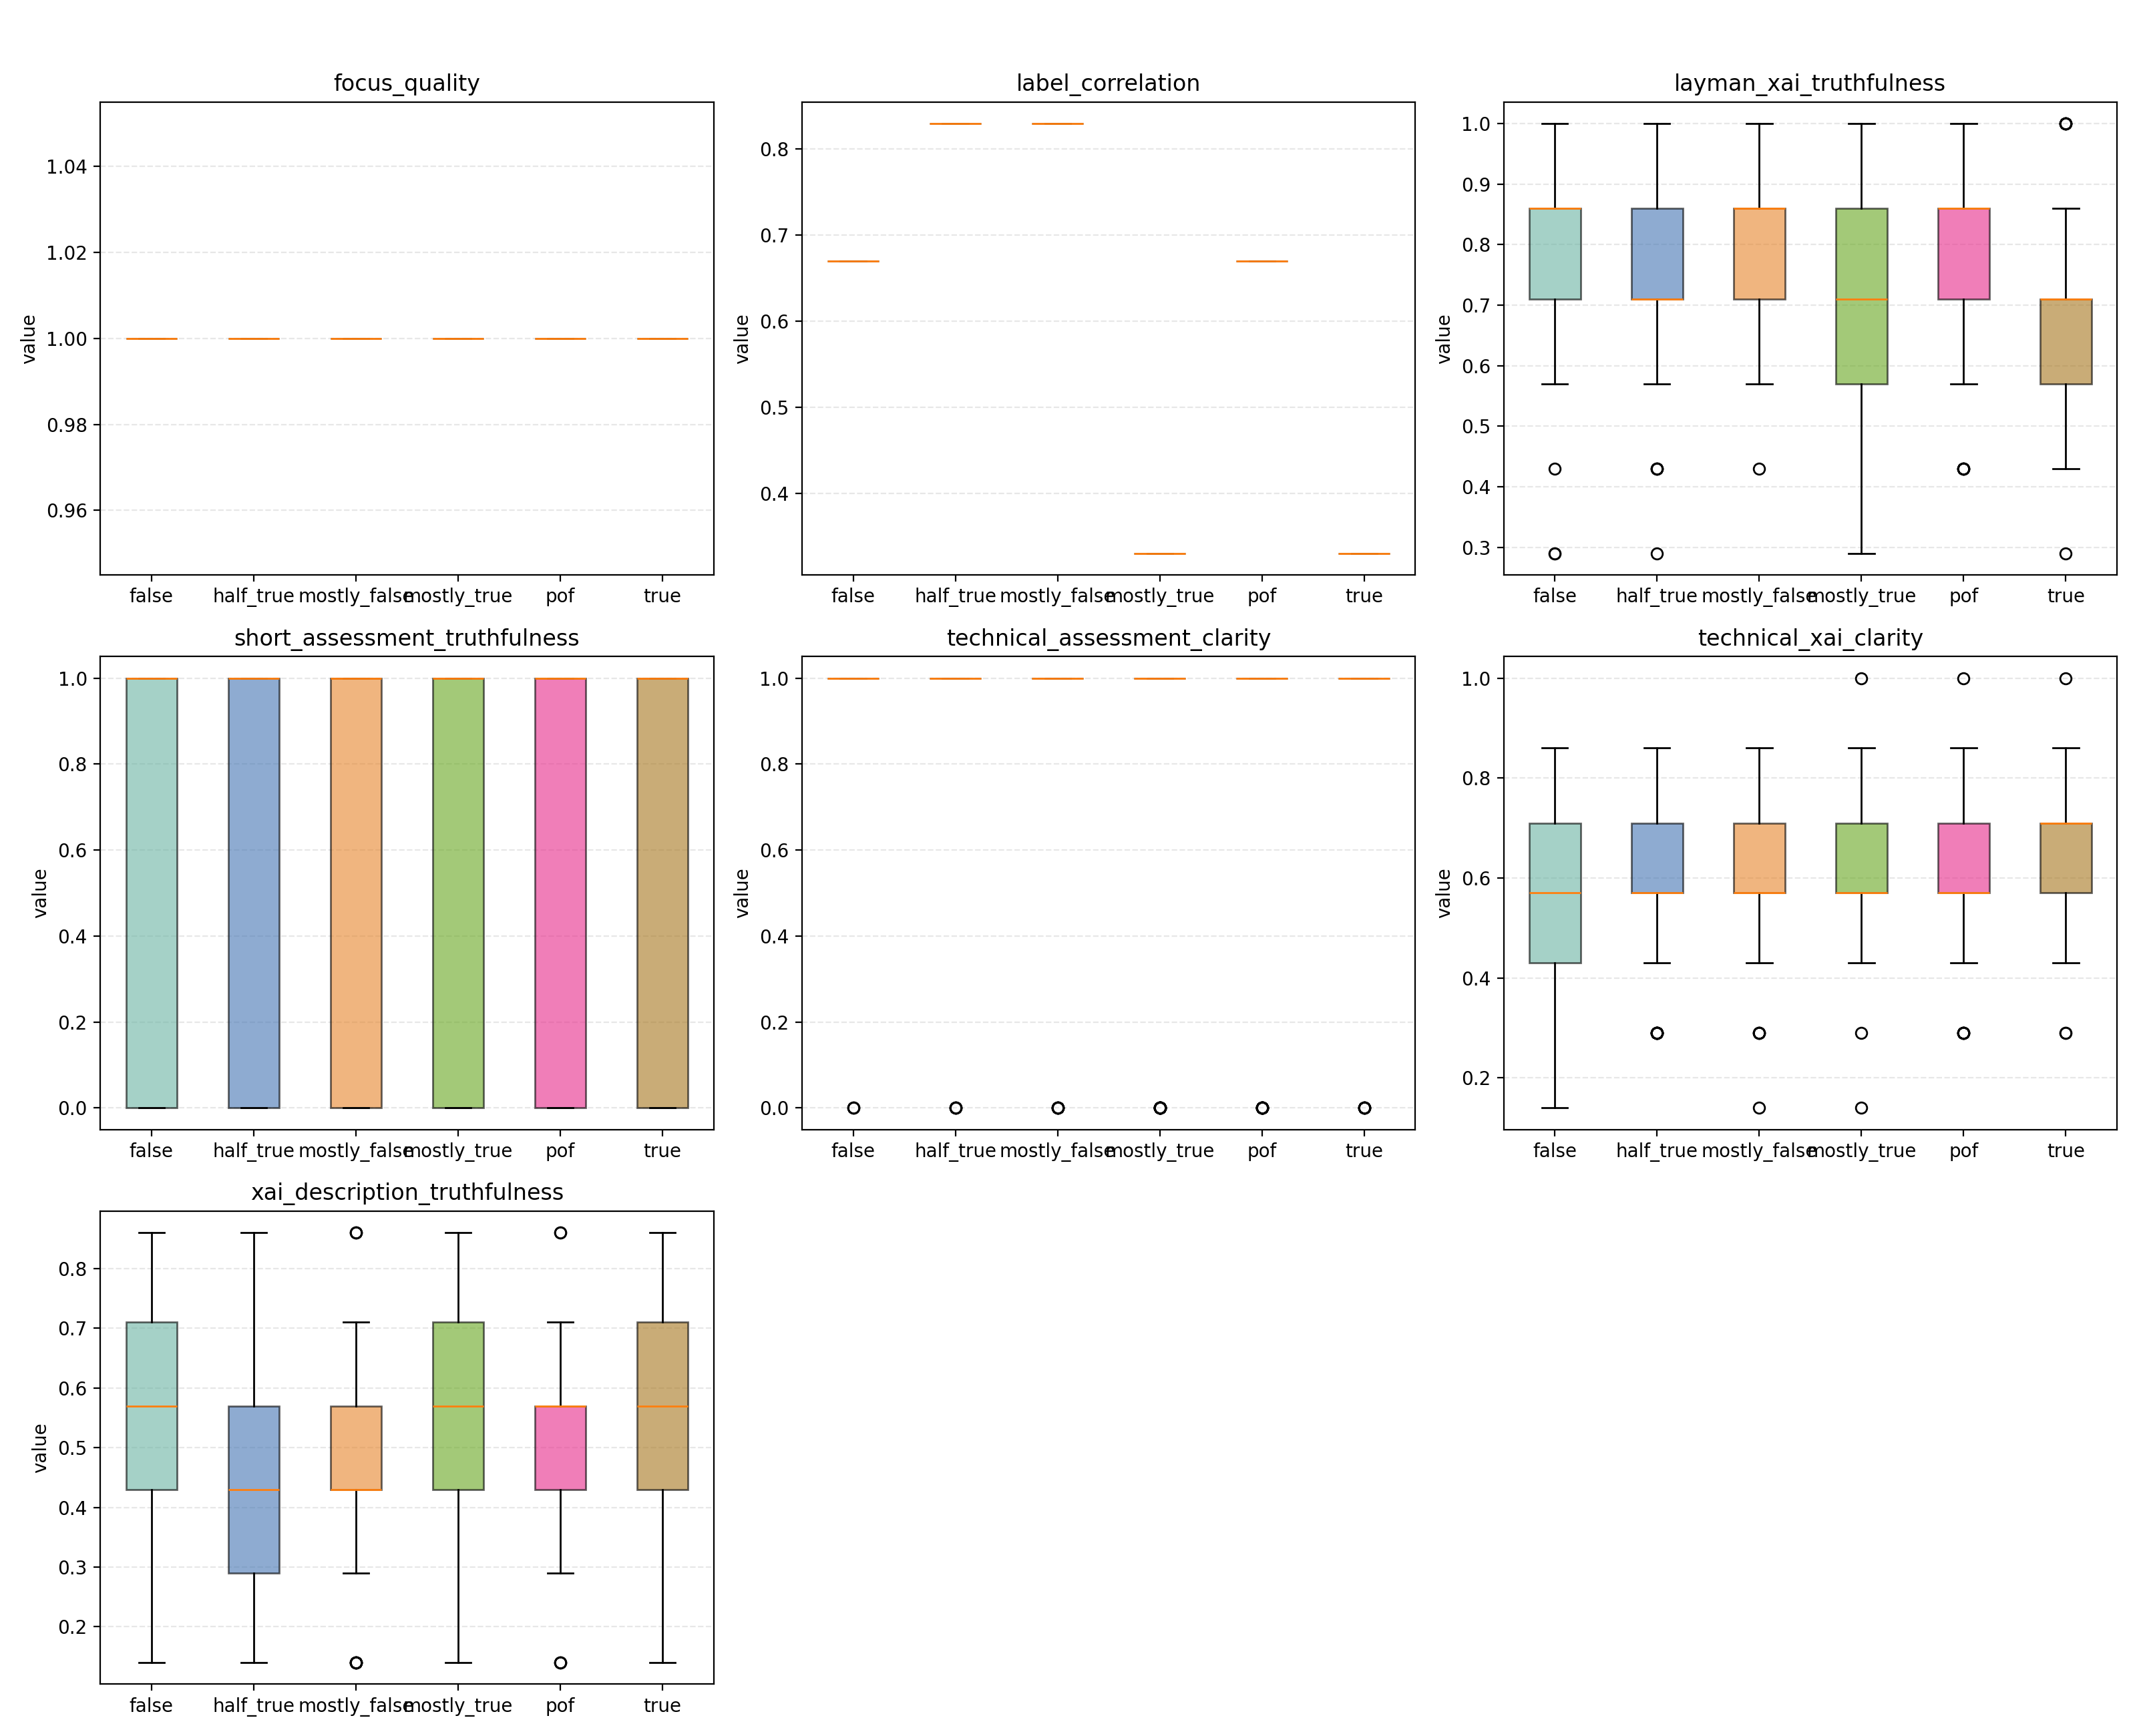 focus_quality
label_correlation
layman_xai_truthfulness
value
1.04
1.02
1.00
0.98
0.96
false half_true mostly_false mostly_true pof true
value
0.8
0.7
0.6
0.5
0.4
false half_true mostly_false mostly_true pof true
value
1.0
0.9
0.8
0.7
0.6
0.5
0.4
0.3
false half_true mostly_false mostly_true pof true
short_assessment_truthfulness
technical_assessment_clarity
technical_xai_clarity
value
1.0
0.8
0.6
0.4
0.2
0.0
false half_true mostly_false mostly_true pof true
value
1.0
0.8
0.6
0.4
0.2
0.0
false half_true mostly_false mostly_true pof true
value
1.0
0.8
0.6
0.4
0.2
false half_true mostly_false mostly_true pof true
xai_description_truthfulness
value
0.8
0.7
0.6
0.5
0.4
0.3
0.2
false half_true mostly_false mostly_true pof true